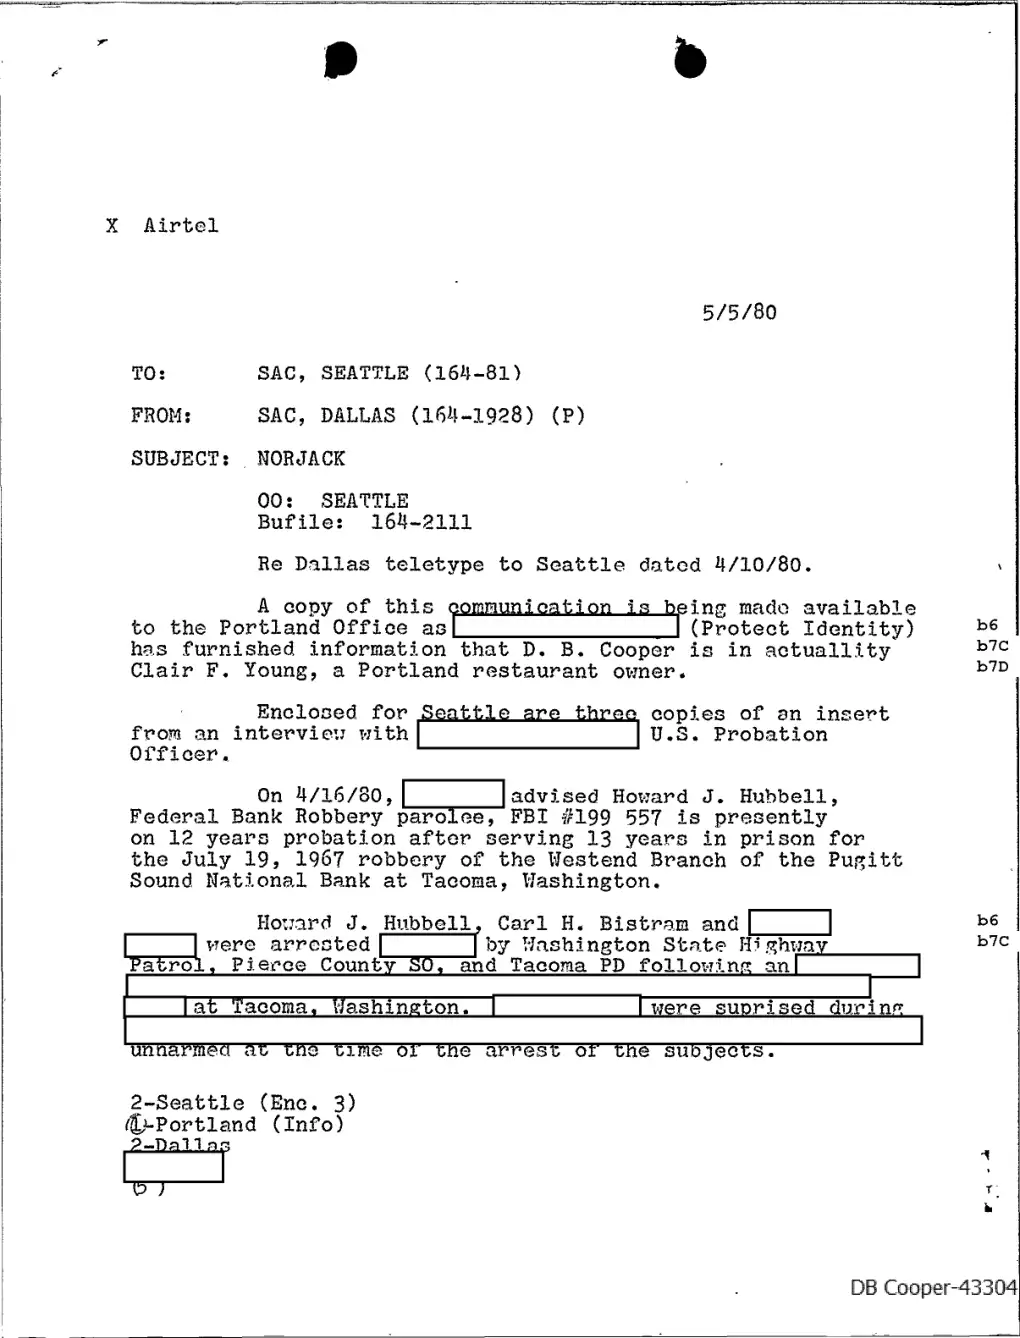 X Airtel
5/5/80
TO: SAC, SEATTLE (164-81)
FROM: SAC, DALLAS (164-1928) (P)
SUBJECT: NORJACK
OO: SEATTLE
Bufile: 164-2111
Re Dallas teletype to Seattle dated 4/10/80.
A copy of this communication is being made available
to the Portland Office as (Protect Identity) b6
has furnished information that D. B. Cooper is in actuallity b7C
Clair F. Young, a Portland restaurant owner. b7D
Enclosed for Seattle are three copies of an insert
from an interview with U.S. Probation
Officer.
On 4/16/80, advised Howard J. Hubbell,
Federal Bank Robbery parolee, FBI #199 557 is presently
on 12 years probation after serving 13 years in prison for
the July 19, 1967 robbery of the Westend Branch of the Pugitt
Sound National Bank at Tacoma, Washington.
Howard J. Hubbell, Carl H. Bistram and b6
were arrested by Washington State Highway b7C
Patrol, Pierce County SO, and Tacoma PD following an
at Tacoma, Washington. were suprised during
unharmed at the time of the arrest of the subjects.
2-Seattle (Enc. 3)
1-Portland (Info)
2-Dallas
(5)
DB Cooper-43304